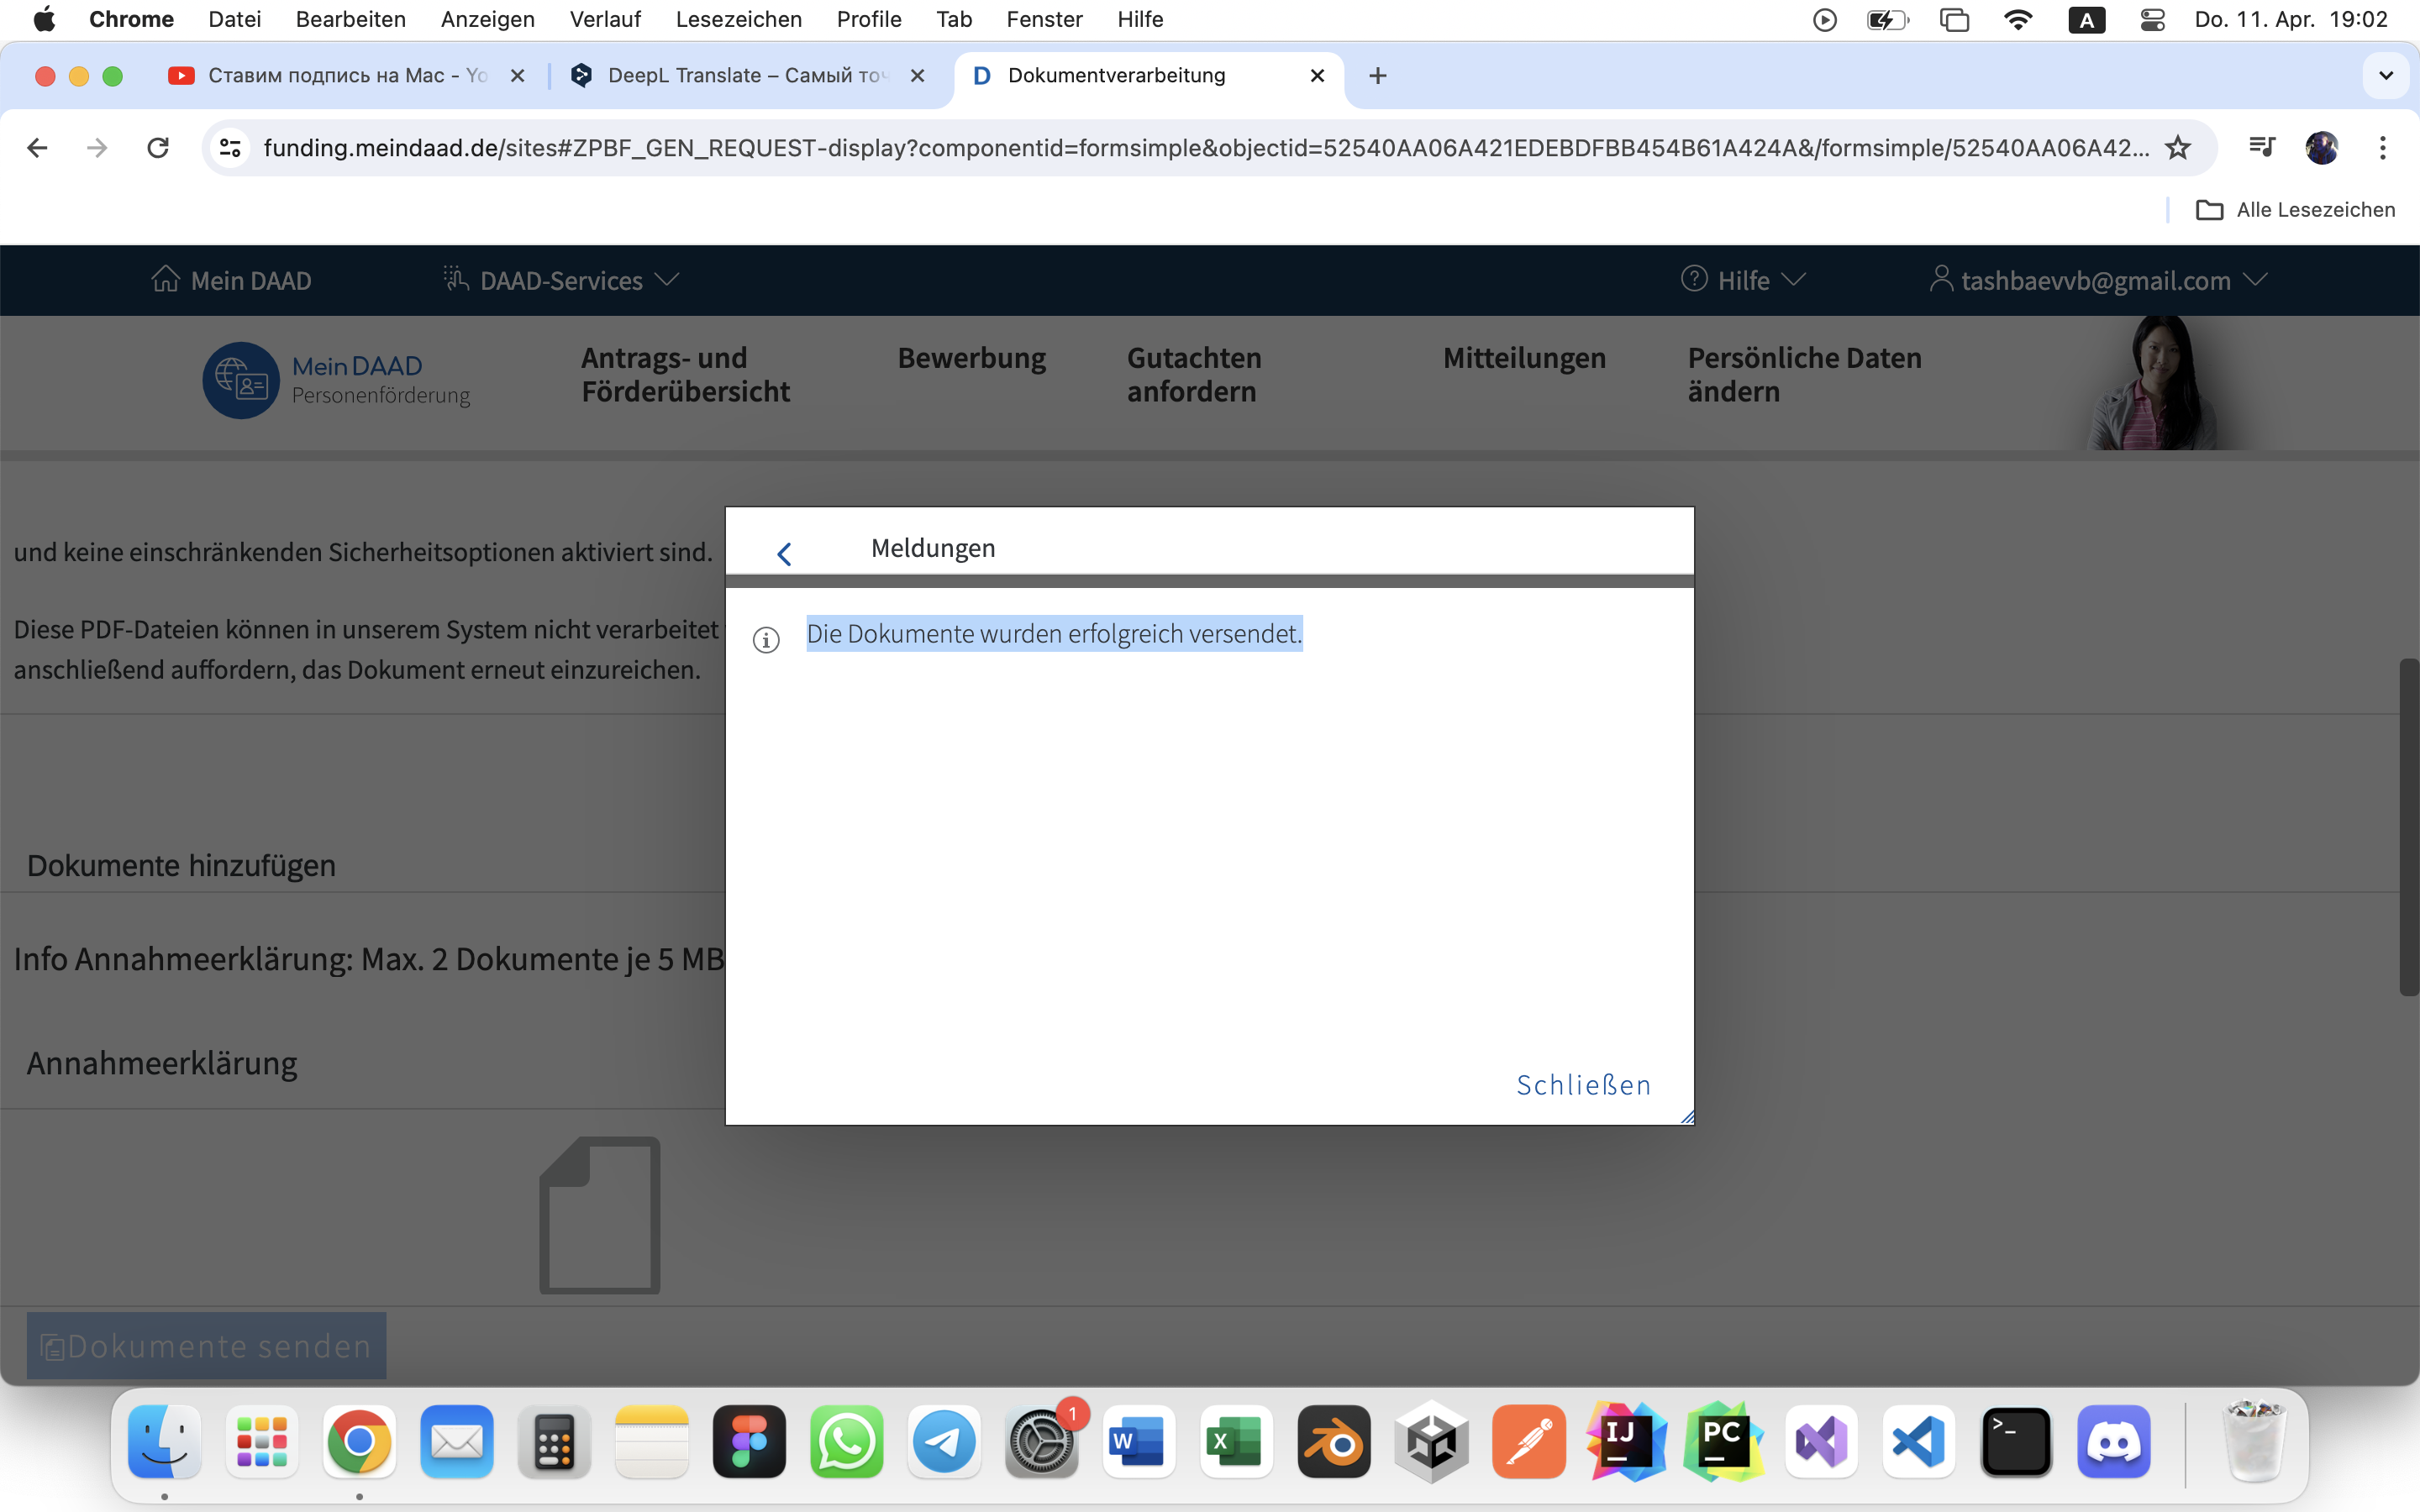 Chrome Datei Bearbeiten Anzeigen Verlauf Lesezeichen Profile Tab Fenster Hilfe A Do. 11. Apr. 19:02
Ставим подпись на Mac - Yo DeepL Translate – Самый точ D Dokumentverarbeitung
funding.meindaad.de/sites#ZPBF_GEN_REQUEST-display?componentid=formsimple&objectid=52540AA06A421EDEBDFBB454B61A424A&/formsimple/52540AA06A42...
Alle Lesezeichen
Mein DAAD DAAD-Services Hilfe tashbaevvb@gmail.com
Mein DAAD
Personenförderung
Antrags- und
Förderübersicht
Bewerbung
Gutachten
anfordern
Mitteilungen
Persönliche Daten
ändern
und keine einschränkenden Sicherheitsoptionen aktiviert sind.
Diese PDF-Dateien können in unserem System nicht verarbeitet
anschließend auffordern, das Dokument erneut einzureichen.
Meldungen
Die Dokumente wurden erfolgreich versendet.
Schließen
Dokumente hinzufügen
Info Annahmeerklärung: Max. 2 Dokumente je 5 MB
Annahmeerklärung
Dokumente senden
1
W X IJ PC >_